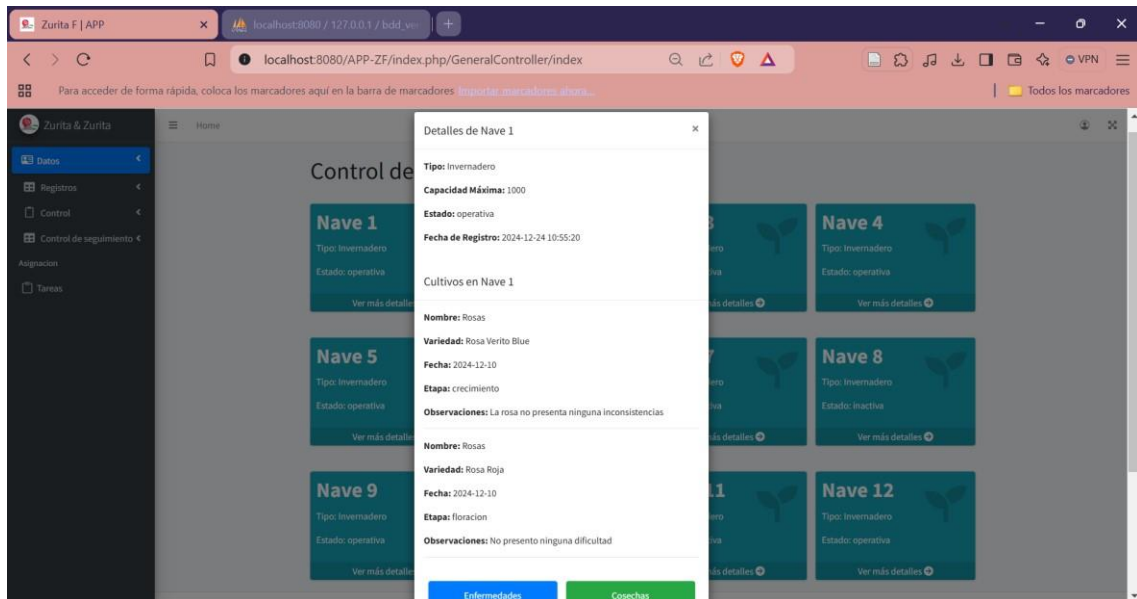 Zurita F | APP
localhost:8080 / 127.0.0.1 / bdd_ve
localhost:8080/APP-ZF/index.php/GeneralController/index
VPN
Para acceder de forma rápida, coloca los marcadores aquí en la barra de marcadores. Importar marcadores ahora...
Todos los marcadores
Zurita & Zurita
Home
Datos
Registros
Control
Control de seguimiento
Asignacion
Tareas
Control de
Detalles de Nave 1
×
Tipo: Invernadero
Capacidad Máxima: 1000
Estado: operativa
Fecha de Registro: 2024-12-24 10:55:20
Cultivos en Nave 1
Nombre: Rosas
Variedad: Rosa Verito Blue
Fecha: 2024-12-10
Etapa: crecimiento
Observaciones: La rosa no presenta ninguna inconsistencias
Nombre: Rosas
Variedad: Rosa Roja
Fecha: 2024-12-10
Etapa: floracion
Observaciones: No presento ninguna dificultad
Enfermedades
Cosechas
Nave 1
Tipo: Invernadero
Estado: operativa
Ver más detalles
Nave 4
Tipo: Invernadero
Estado: operativa
Ver más detalles
Nave 5
Tipo: Invernadero
Estado: operativa
Ver más detalle
Nave 8
Tipo: Invernadero
Estado: inactiva
Ver más detalles
Nave 9
Tipo: Invernadero
Estado: operativa
Ver más detalle
11
Nave 12
Tipo: Invernadero
Estado: operativa
Ver más detalles